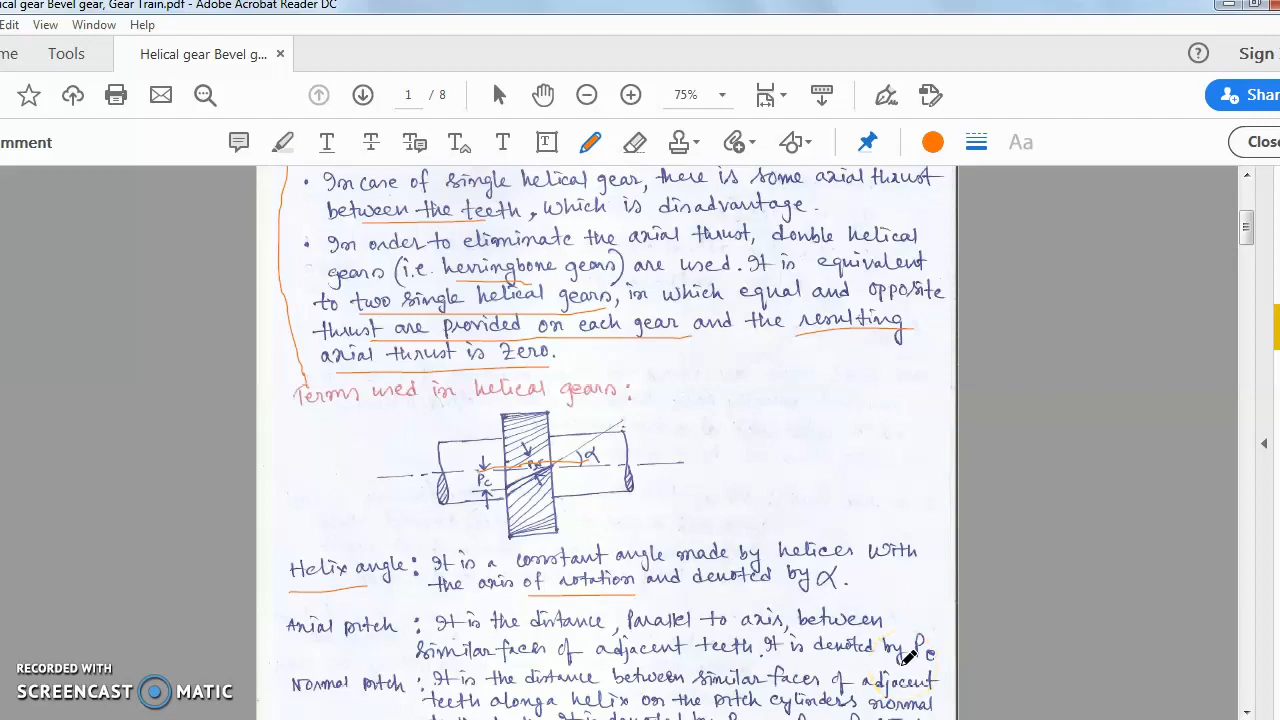 ical gear Bevel gear, Gear Train.pdf - Adobe Acrobat Reader DC
Edit View Window Help
me Tools Helical gear Bevel g... × ? Sign
1 / 8 75% Shar
mment T T T T T Aa Close
• In case of single helical gear, there is some axial thrust
between the teeth, which is disadvantage.
• In order to eliminate the axial thrust, double helical
gears (i.e. herringbone gears) are used. It is equivalent
to two single helical gears, in which equal and opposite
thrust are provided on each gear and the resulting
axial thrust is zero.
Terms used in helical gears:
α
Pc
Helix angle: It is a constant angle made by helices with
the axis of rotation and denoted by α.
Axial pitch : It is the distance, parallel to axis, between
similar faces of adjacent teeth. It is denoted by Pc
Normal pitch : It is the distance between similar faces of adjacent
teeth along a helix on the pitch cylinders normal
RECORDED WITH
SCREENCAST MATIC